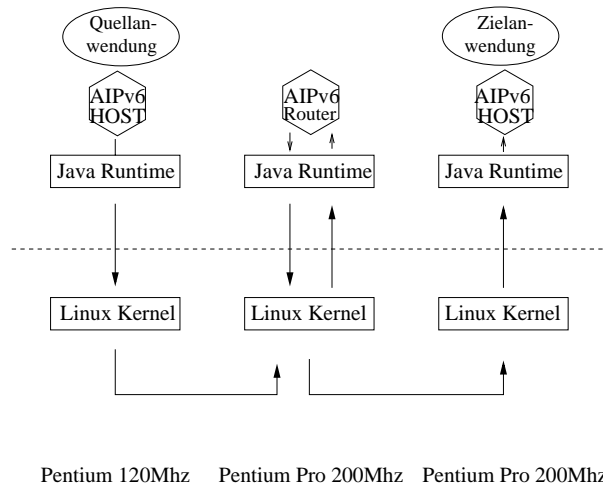 Quellan-
wendung
Zielan-
wendung
AIPv6
HOST
AIPv6
Router
AIPv6
HOST
Java Runtime
Java Runtime
Java Runtime
Linux Kernel
Linux Kernel
Linux Kernel
Pentium 120Mhz
Pentium Pro 200Mhz
Pentium Pro 200Mhz